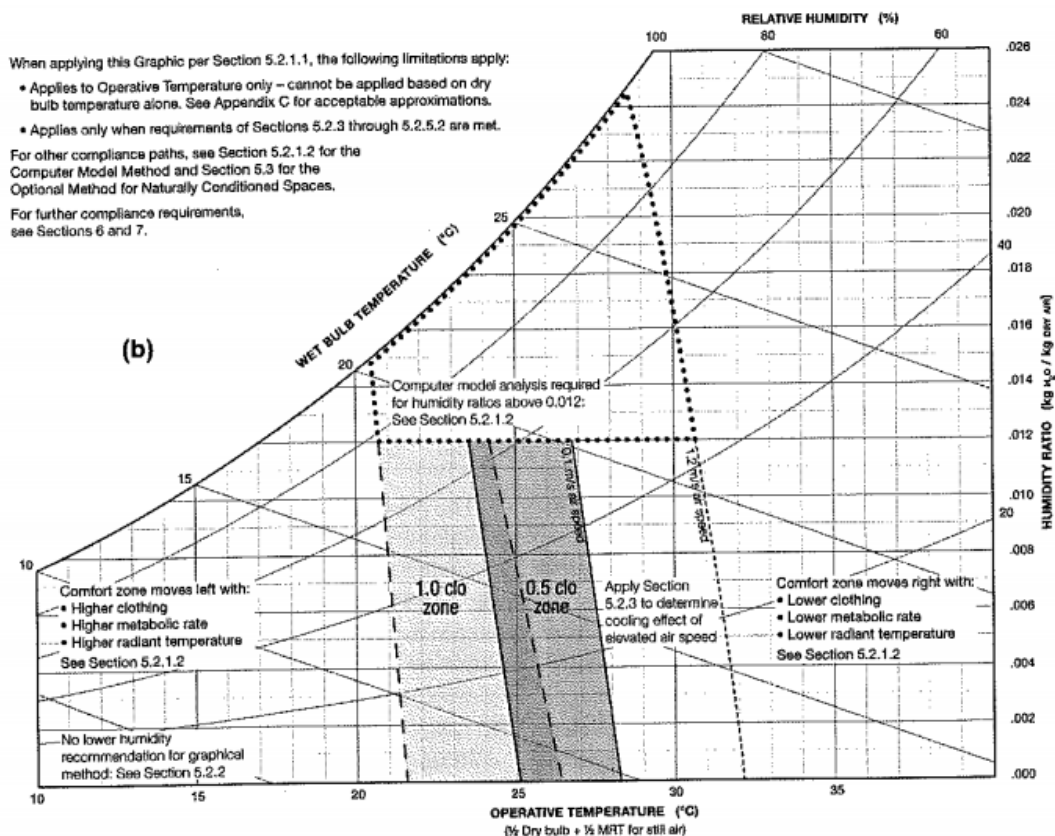 RELATIVE HUMIDITY (%)
100
80
60
When applying this Graphic per Section 5.2.1.1, the following limitations apply:
• Applies to Operative Temperature only – cannot be applied based on dry
bulb temperature alone. See Appendix C for acceptable approximations.
• Applies only when requirements of Sections 5.2.3 through 5.2.5.2 are met.
For other compliance paths, see Section 5.2.1.2 for the
Computer Model Method and Section 5.3 for the
Optional Method for Naturally Conditioned Spaces.
For further compliance requirements,
see Sections 6 and 7.
.026
.024
.022
.020
40
.018
.016
.014
.012
.010
20
.008
.006
.004
.002
.000
HUMIDITY RATIO (kg H₂O / kg DRY AIR)
WET BULB TEMPERATURE (°C)
25
20
15
10
(b)
Computer model analysis required
for humidity ratios above 0.012:
See Section 5.2.1.2
0.1 m/s air speed
1.2 m/s air speed
Comfort zone moves left with:
• Higher clothing
• Higher metabolic rate
• Higher radiant temperature
See Section 5.2.1.2
1.0 clo
zone
0.5 clo
zone
Apply Section
5.2.3 to determine
cooling effect of
elevated air speed
Comfort zone moves right with:
• Lower clothing
• Lower metabolic rate
• Lower radiant temperature
See Section 5.2.1.2
No lower humidity
recommendation for graphical
method: See Section 5.2.2
10
15
20
25
30
35
OPERATIVE TEMPERATURE (°C)
(½ Dry bulb + ½ MRT for still air)